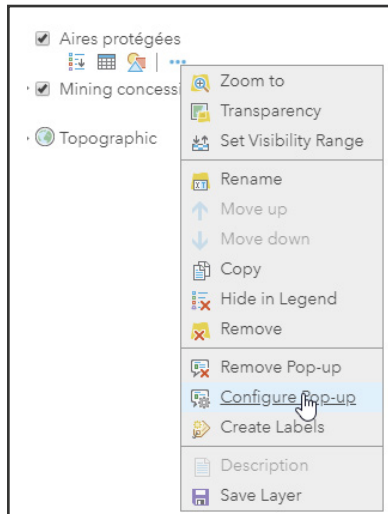 Aires protégées
Mining concessi
Topographic
Zoom to
Transparency
Set Visibility Range
Rename
Move up
Move down
Copy
Hide in Legend
Remove
Remove Pop-up
Configure Pop-up
Create Labels
Description
Save Layer